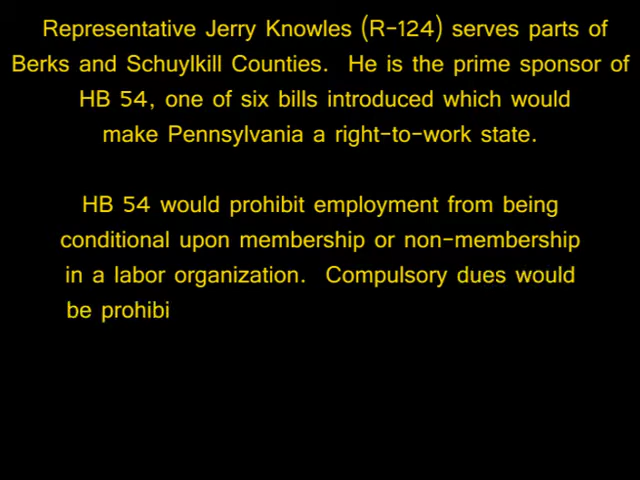 Representative Jerry Knowles (R-124) serves parts of
Berks and Schuylkill Counties. He is the prime sponsor of
HB 54, one of six bills introduced which would
make Pennsylvania a right-to-work state.
HB 54 would prohibit employment from being
conditional upon membership or non-membership
in a labor organization. Compulsory dues would
be prohibi